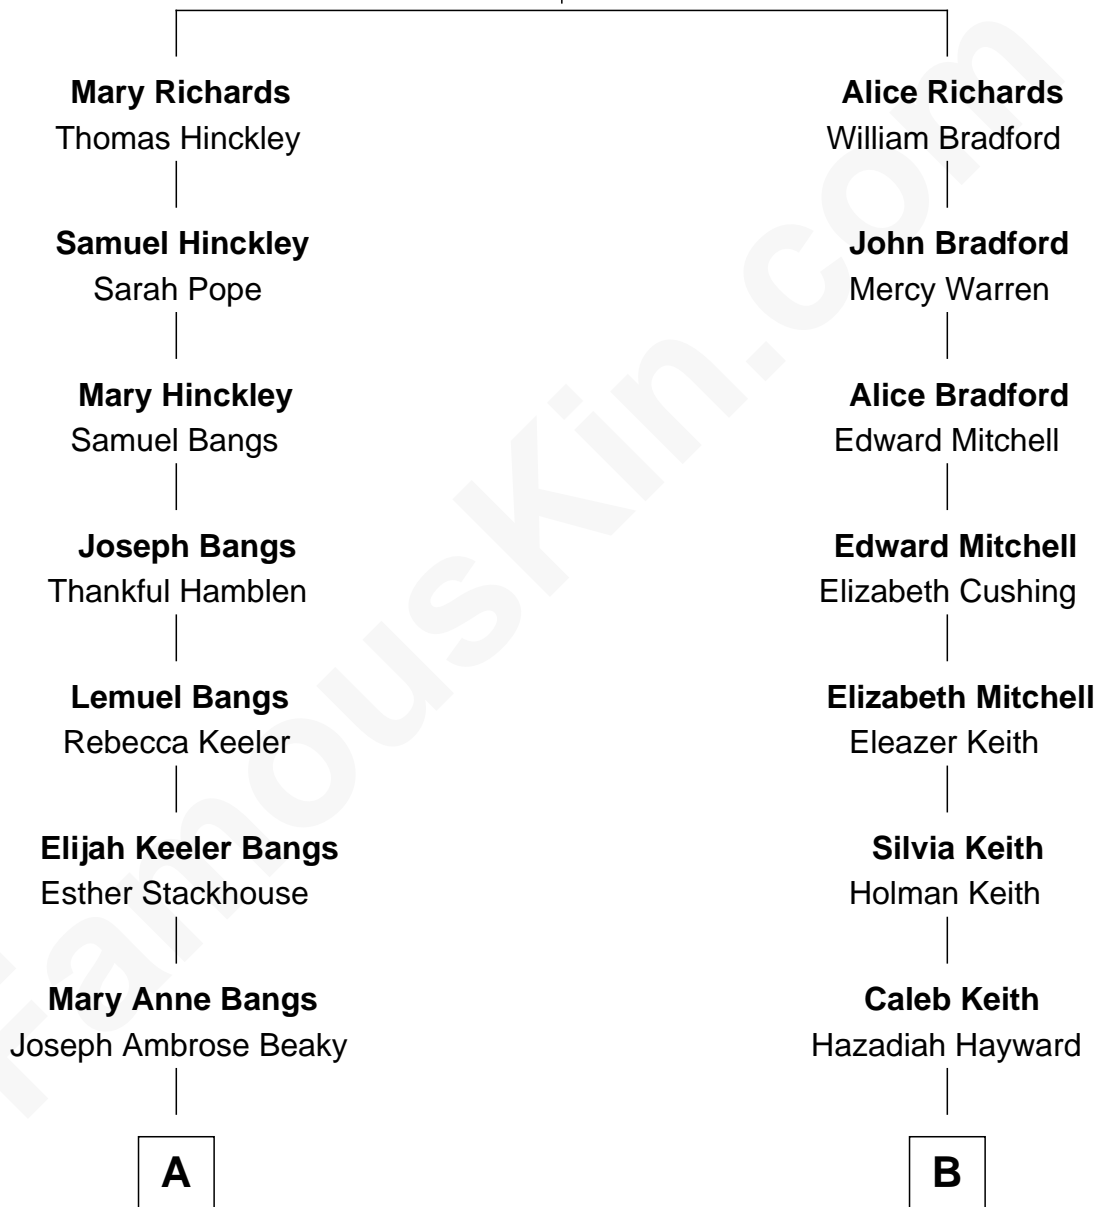 Mary Richards
Thomas Hinckley
Samuel Hinckley
Sarah Pope
Mary Hinckley
Samuel Bangs
Joseph Bangs
Thankful Hamblen
Lemuel Bangs
Rebecca Keeler
Elijah Keeler Bangs
Esther Stackhouse
Mary Anne Bangs
Joseph Ambrose Beaky
A
Alice Richards
William Bradford
John Bradford
Mercy Warren
Alice Bradford
Edward Mitchell
Edward Mitchell
Elizabeth Cushing
Elizabeth Mitchell
Eleazer Keith
Silvia Keith
Holman Keith
Caleb Keith
Hazadiah Hayward
B
FamousKin.com